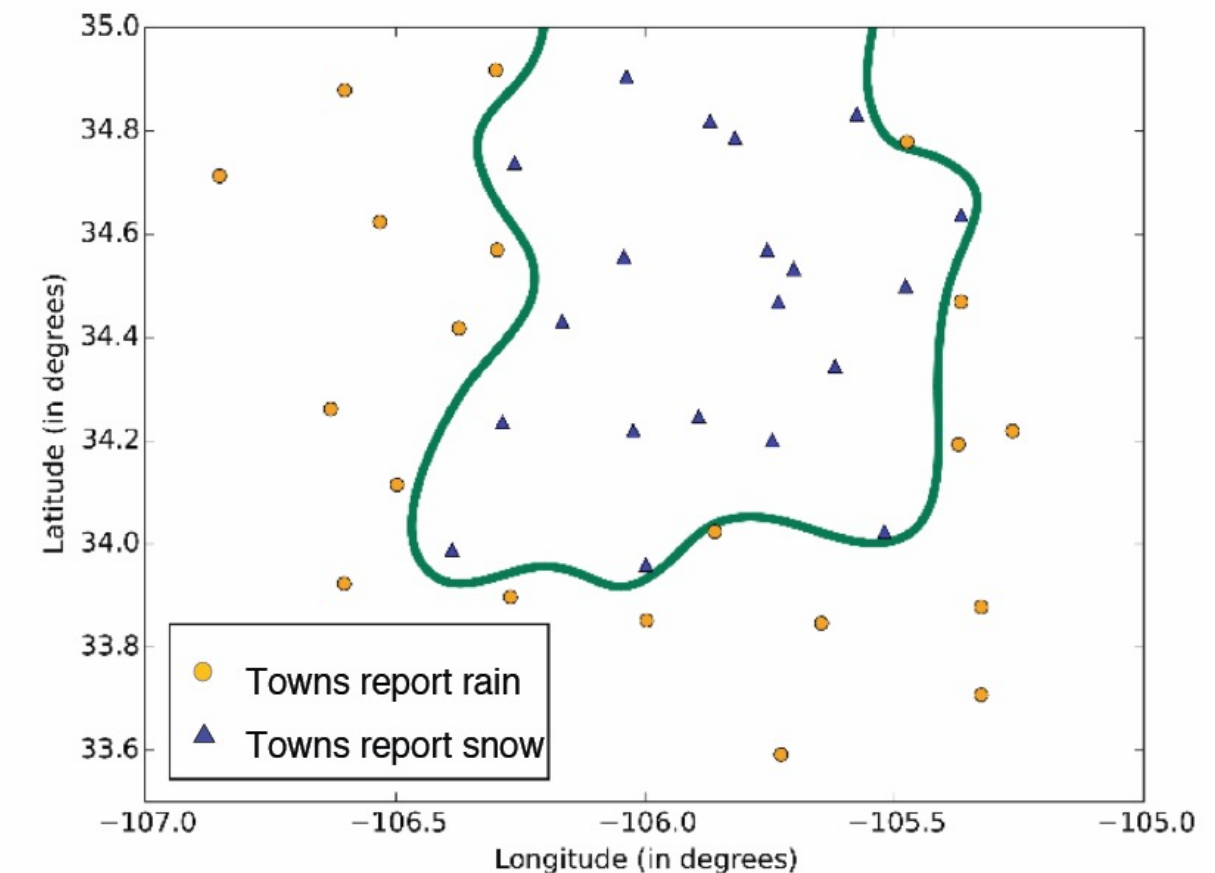 35.0
34.8
34.6
34.4
34.2
34.0
33.8
33.6
Latitude (in degrees)
Towns report rain
Towns report snow
−107.0 −106.5 −106.0 −105.5 −105.0
Longitude (in degrees)